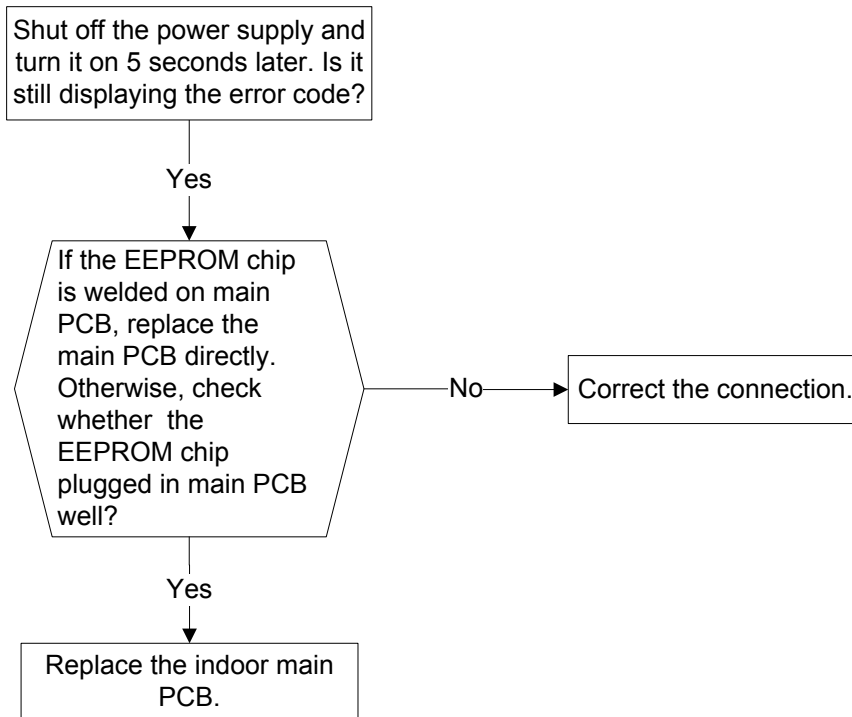 Shut off the power supply and
turn it on 5 seconds later. Is it
still displaying the error code?
Yes
If the EEPROM chip
is welded on main
PCB, replace the
main PCB directly.
Otherwise, check
whether  the
EEPROM chip
plugged in main PCB
well?
No
Correct the connection.
Yes
Replace the indoor main
PCB.